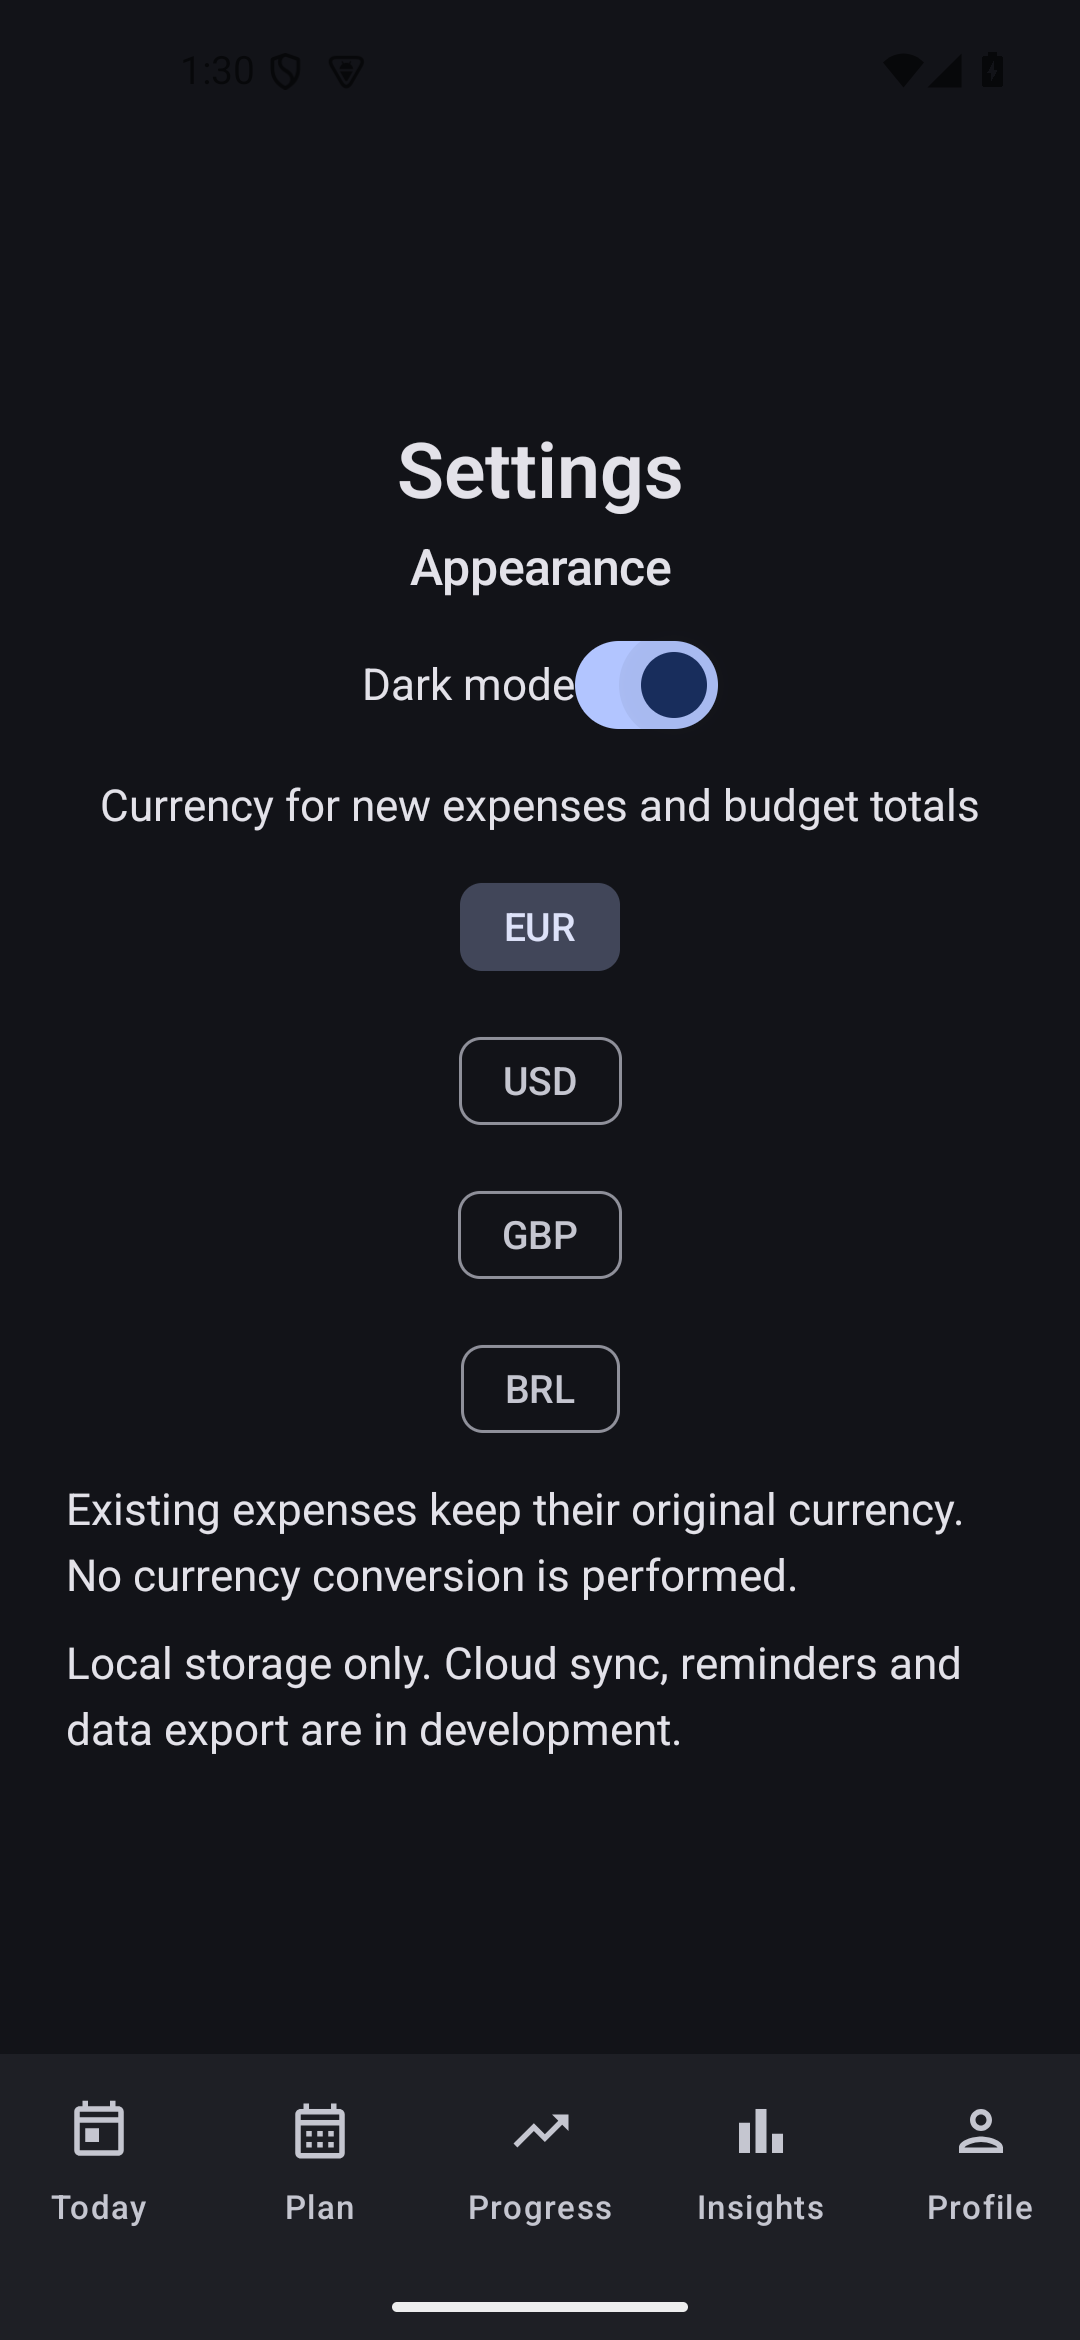 1:30
Settings
Appearance
Dark mode
Currency for new expenses and budget totals
EUR
USD
GBP
BRL
Existing expenses keep their original currency.
No currency conversion is performed.
Local storage only. Cloud sync, reminders and
data export are in development.
Today
Plan
Progress
Insights
Profile